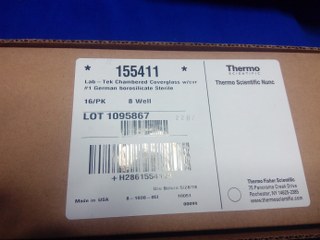 * 155411 *
Lab - Tek Chambered Coverglass w/cvr
#1 German borosilicate Sterile
16/PK 8 Well
LOT 1095867
Made in USA
Thermo
SCIENTIFIC
Thermo Scientific Nunc
Thermo Fisher Scientific
75 Panorama Creek Drive
Rochester, NY 14625-2385
www.thermoscientific.com